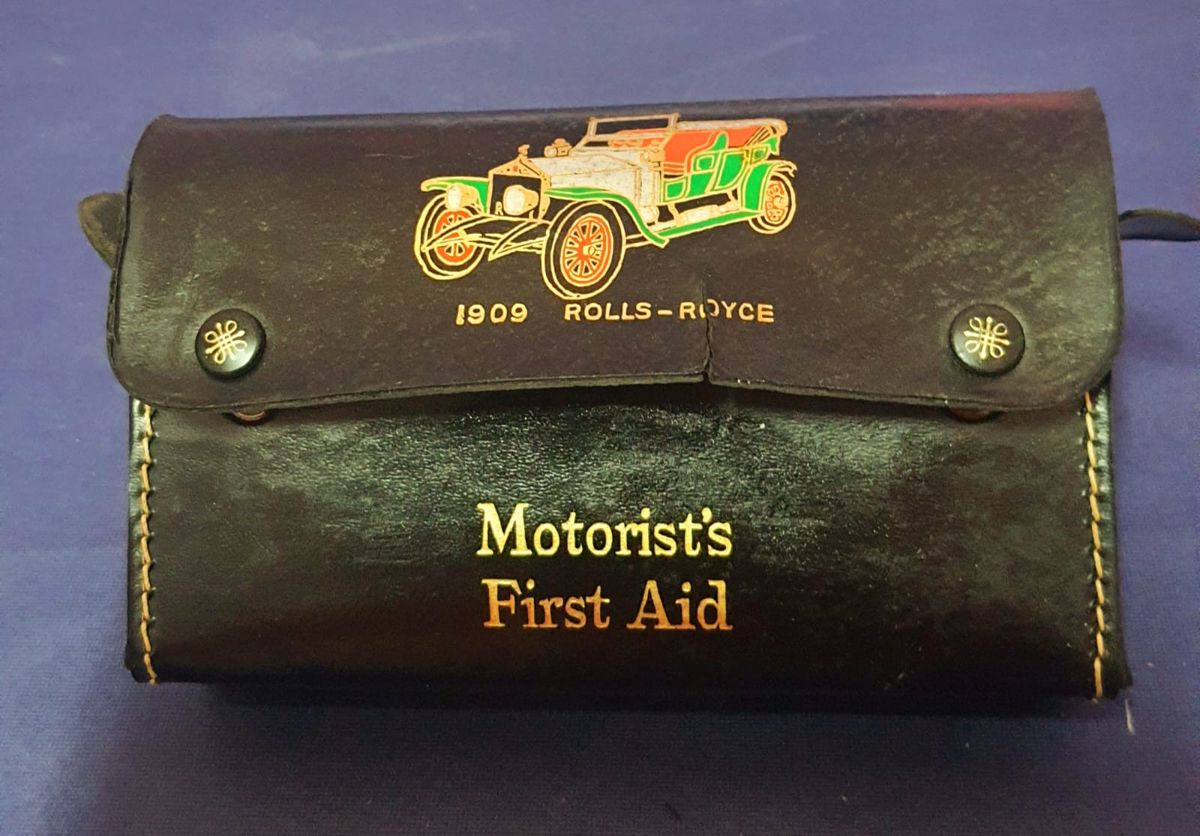 1909 ROLLS-ROYCE
Motorist's
First Aid